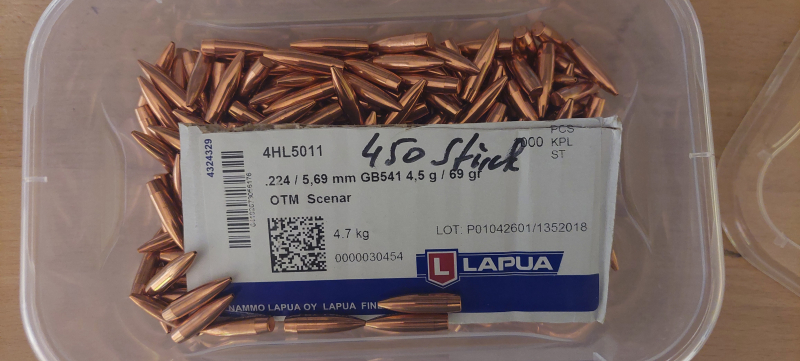 4324329
4HL5011
450 Stück
000 PCS
KPL
ST
.224 / 5,69 mm GB541 4,5 g / 69 gr
OTM Scenar
4.7 kg
LOT. P01042601/1352018
0000030454
L LAPUA
NAMMO LAPUA OY LAPUA FIN